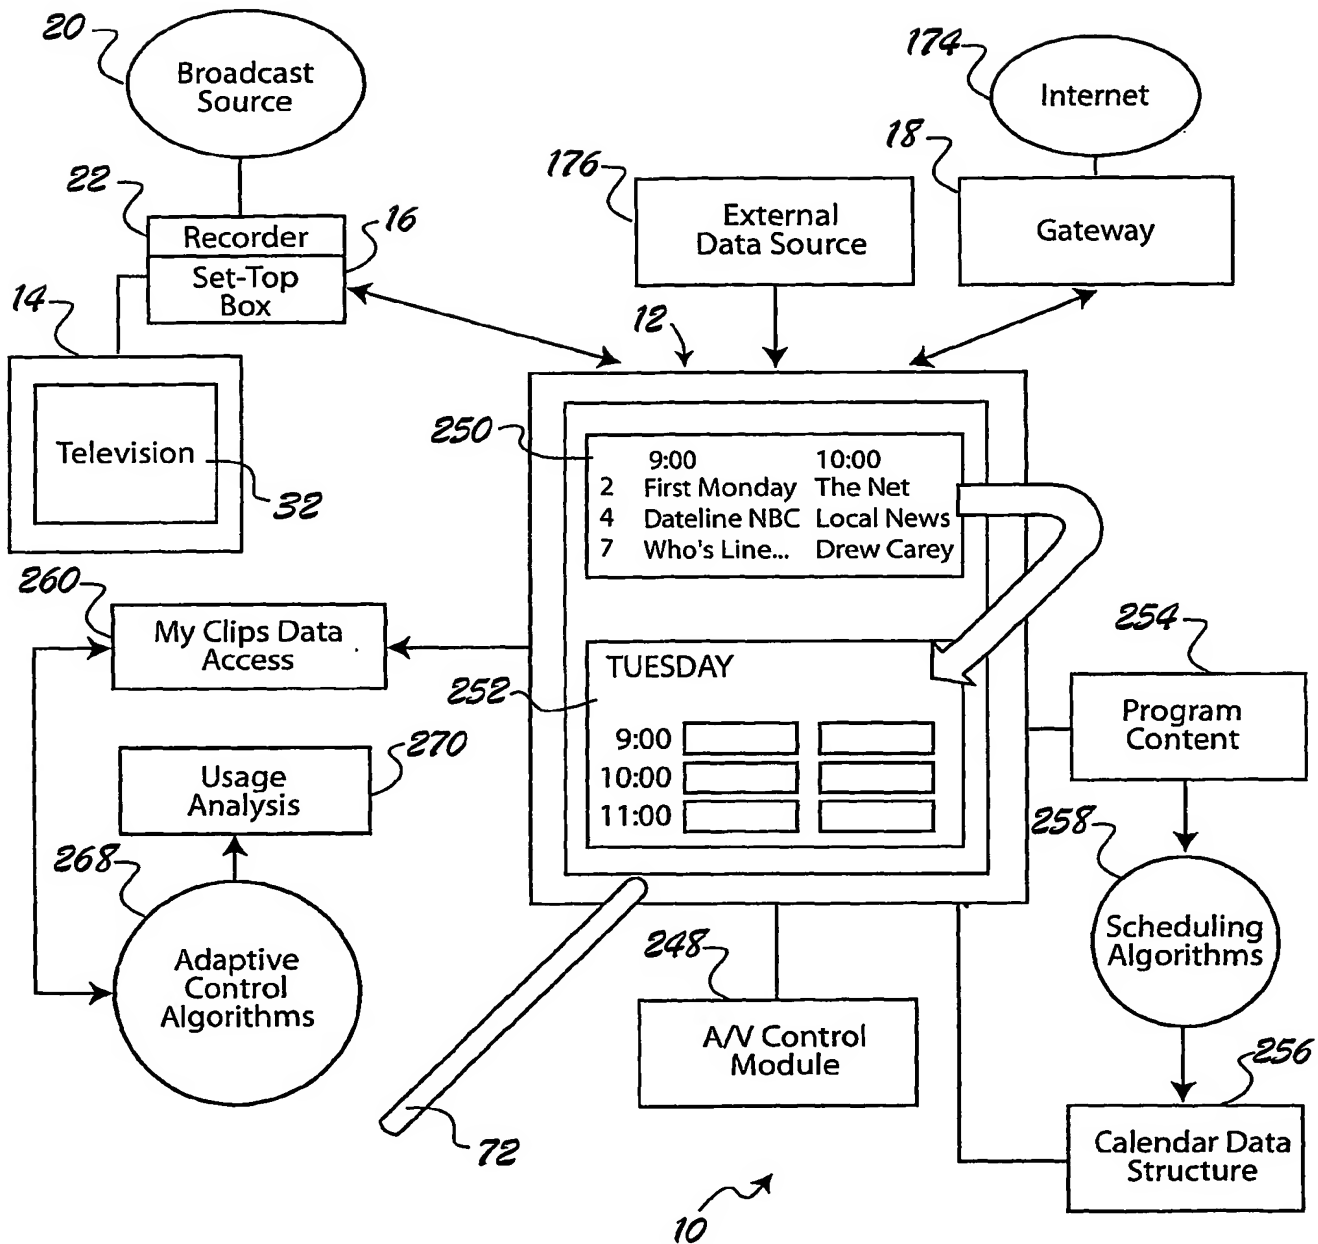 20
Broadcast
Source
22
Recorder
16
Set-Top
Box
14
Television
32
174
Internet
18
Gateway
176
External
Data Source
12
250
9:00 10:00
2 First Monday The Net
4 Dateline NBC Local News
7 Who's Line... Drew Carey
252
TUESDAY
9:00
10:00
11:00
260
My Clips Data
Access
270
Usage
Analysis
268
Adaptive
Control
Algorithms
254
Program
Content
258
Scheduling
Algorithms
256
Calendar Data
Structure
248
A/V Control
Module
72
10